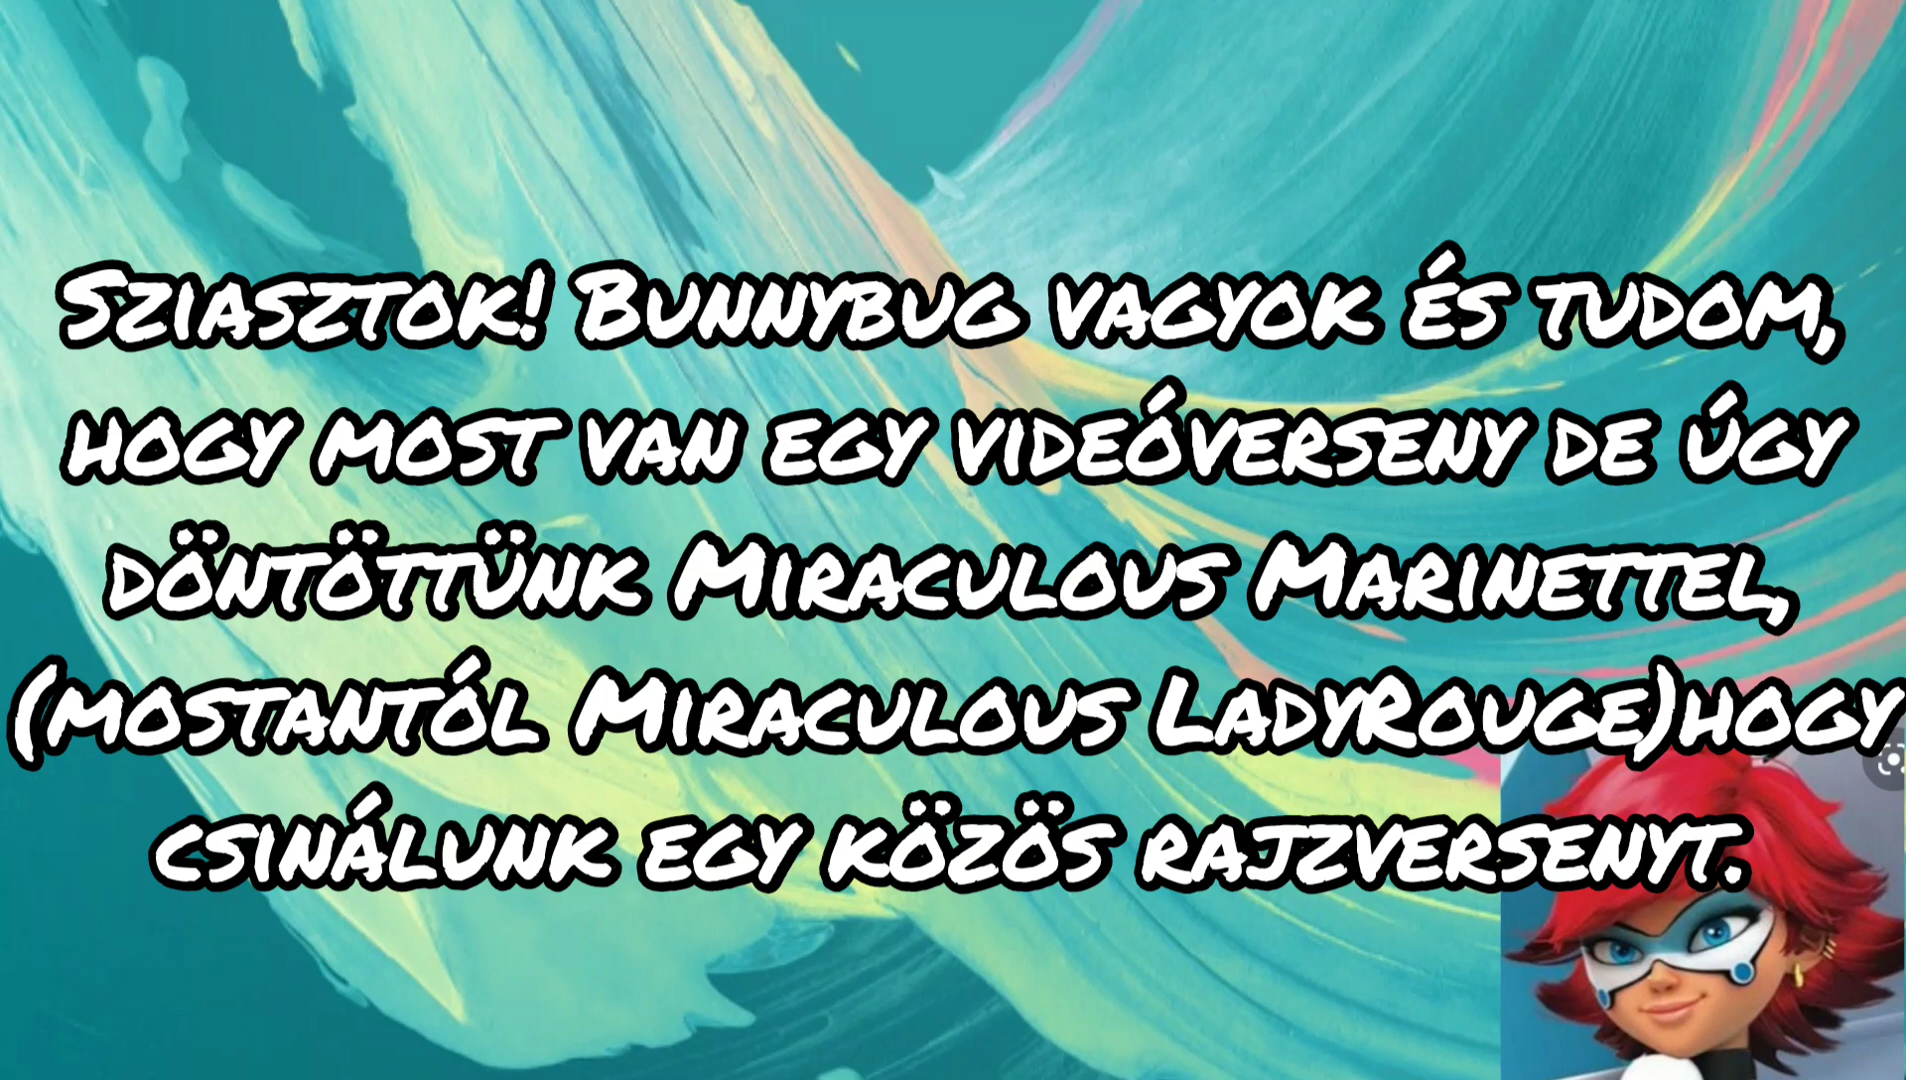 Sziasztok! Bunnybug vagyok és tudom,
hogy most van egy videóverseny de úgy
döntöttünk Miraculous Marinettel,
(mostantól Miraculous LadyRouge)hogy
csinálunk egy közös rajzversenyt.